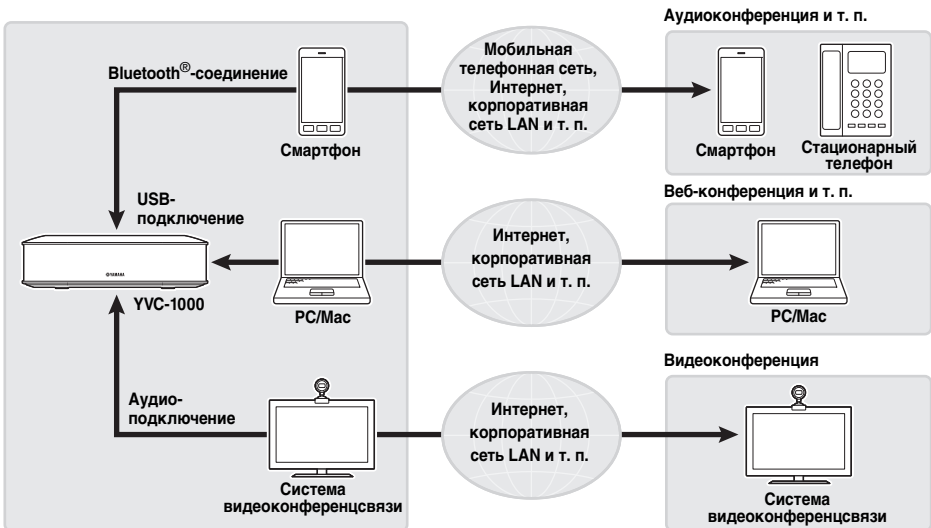 Аудиоконференция и т. п.
Bluetooth®-соединение
Мобильная
телефонная сеть,
Интернет,
корпоративная
сеть LAN и т. п.
Смартфон
Смартфон
Стационарный
телефон
USB-
подключение
Веб-конференция и т. п.
YAMAHA
YVC-1000
PC/Mac
Интернет,
корпоративная
сеть LAN и т. п.
PC/Mac
Видеоконференция
Аудио-
подключение
Интернет,
корпоративная
сеть LAN и т. п.
Система
видеоконференцсвязи
Система
видеоконференцсвязи